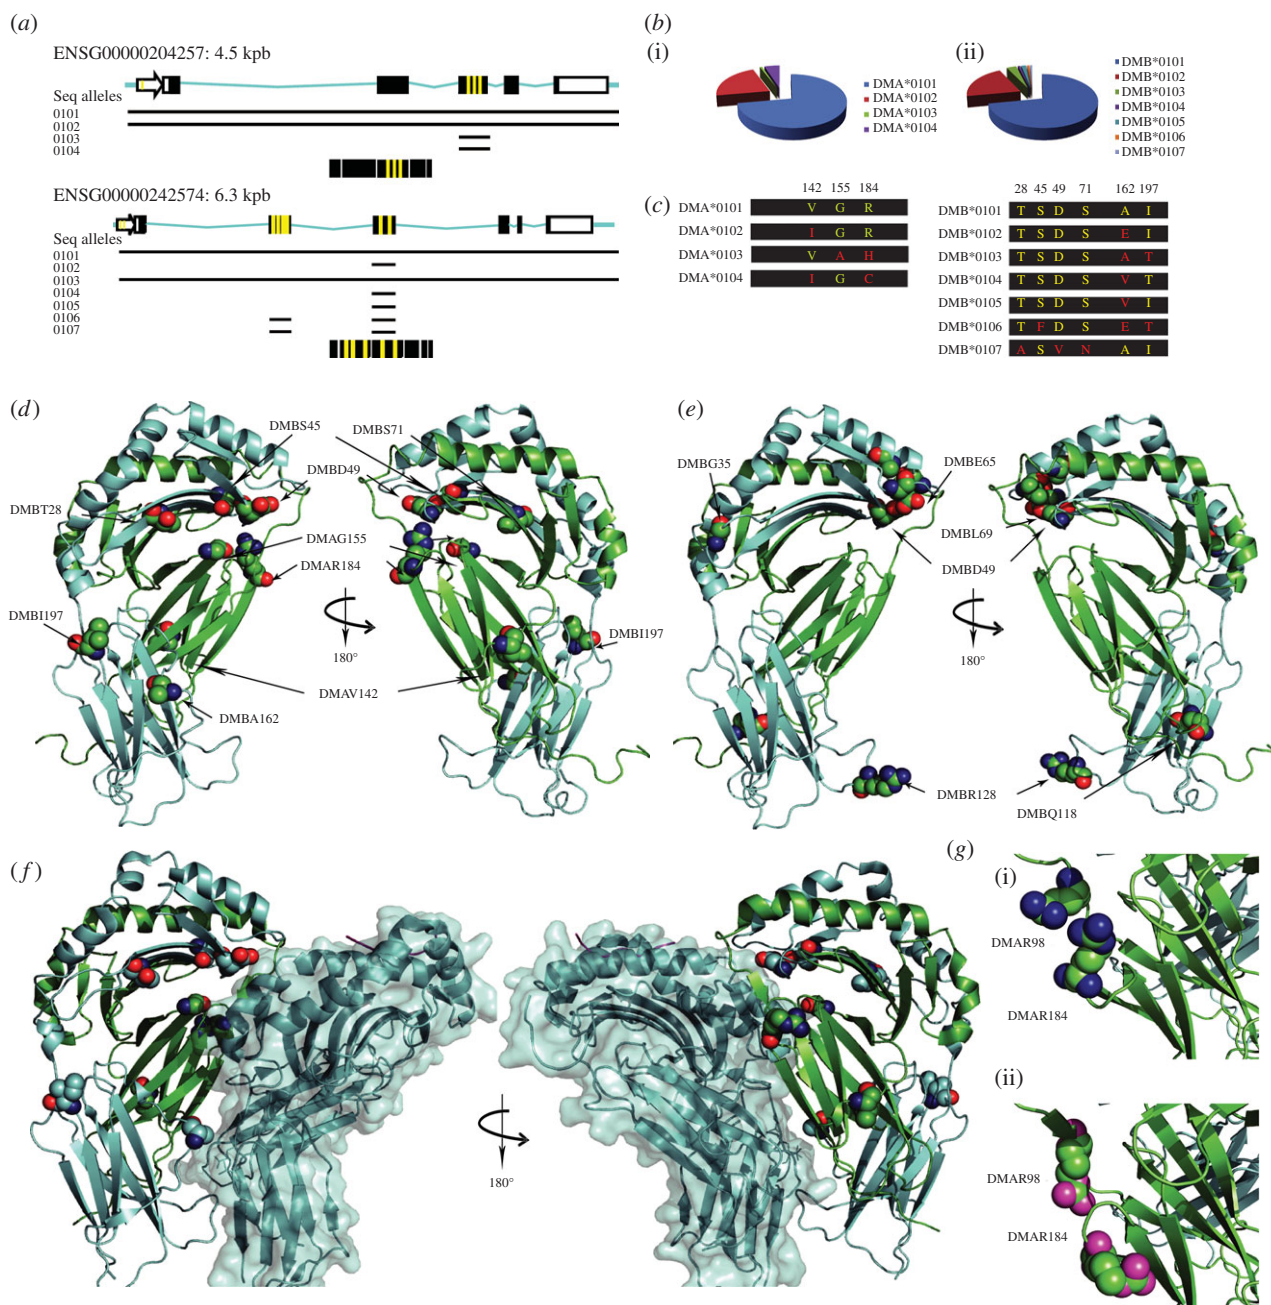 (a)
ENSG00000204257: 4.5 kpb
Seq alleles
0101
0102
0103
0104
ENSG00000242574: 6.3 kpb
Seq alleles
0101
0102
0103
0104
0105
0106
0107
(b)
(i)
DMA*0101
DMA*0102
DMA*0103
DMA*0104
(ii)
DMB*0101
DMB*0102
DMB*0103
DMB*0104
DMB*0105
DMB*0106
DMB*0107
(c)
142 155 184
DMA*0101 V G R
DMA*0102 I G R
DMA*0103 V A H
DMA*0104 I G C
28 45 49 71 162 197
DMB*0101 T S D S A I
DMB*0102 T S D S E I
DMB*0103 T S D S A T
DMB*0104 T S D S V T
DMB*0105 T S D S V I
DMB*0106 T F D S E T
DMB*0107 A S V N A I
(d)
DMBS45
DMBS71
DMBD49
DMBT28
DMAG155
DMAR184
DMBI197
DMBI197
180°
DMAV142
DMBA162
(e)
DMBG35
DMBE65
DMBL69
DMBD49
180°
DMBR128
DMBQ118
(f)
180°
(g)
(i)
DMAR98
DMAR184
(ii)
DMAR98
DMAR184